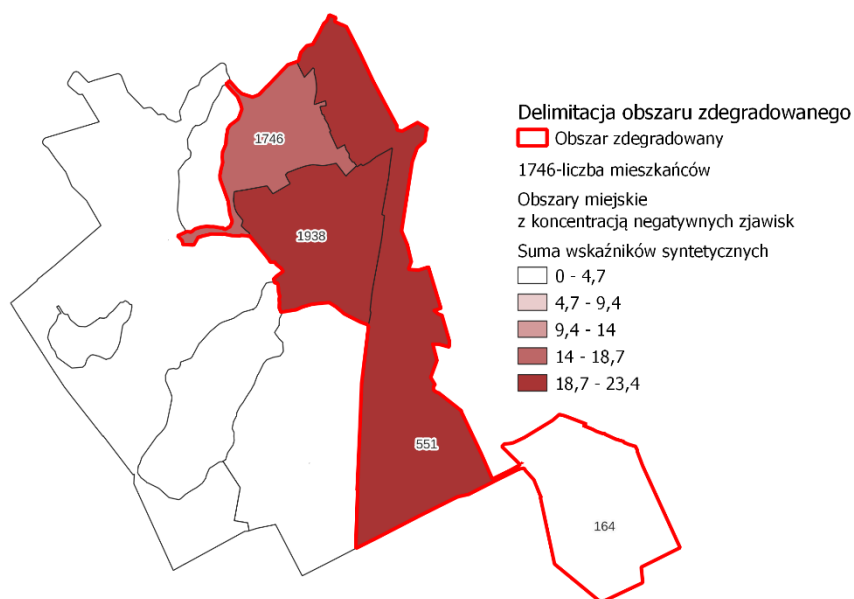 1746
1938
551
164
Delimitacja obszaru zdegradowanego
Obszar zdegradowany
1746-liczba mieszkańców
Obszary miejskie
z koncentracją negatywnych zjawisk
Suma wskaźników syntetycznych
0 - 4,7
4,7 - 9,4
9,4 - 14
14 - 18,7
18,7 - 23,4